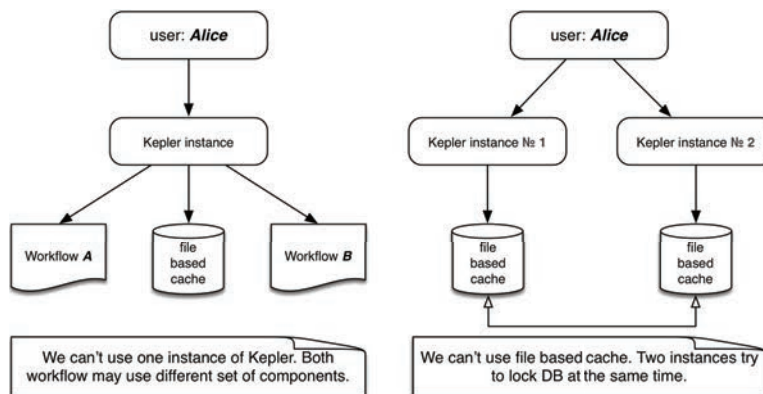 user: Alice
Kepler instance
Workflow A
file
based
cache
Workflow B
We can't use one instance of Kepler. Both
workflow may use different set of components.
user: Alice
Kepler instance № 1
Kepler instance № 2
file
based
cache
file
based
cache
We can't use file based cache. Two instances try
to lock DB at the same time.